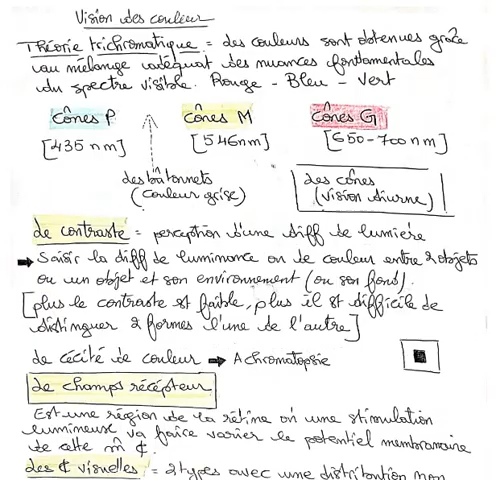 Vision des couleurs
Théorie trichromatique = des couleurs sont obtenues grâce
au mélange adéquat des nuances fondamentales
du spectre visible. Rouge - Bleu - Vert
Cônes P Cônes M Cônes G
[435 nm] [546nm] [650-700nm]
des bâtonnets
(couleur grise)
des cônes
(vision diurne)
de contraste = perception d'une diff de lumière
➡ Saisir la diff de luminance ou de couleur entre 2 objets
ou un objet et son environnement (ou son fond).
[plus le contraste est faible, plus il est difficile de
distinguer 2 formes l'une de l'autre]
de cécité de couleur ➡ Achromatopsie
de champs récépteur
Est une région de la rétine où une stimulation
lumineuse va faire varier le potentiel membranaire
de cette m̂ ¢.
des ¢ visuelles = 2 types avec une distribution non